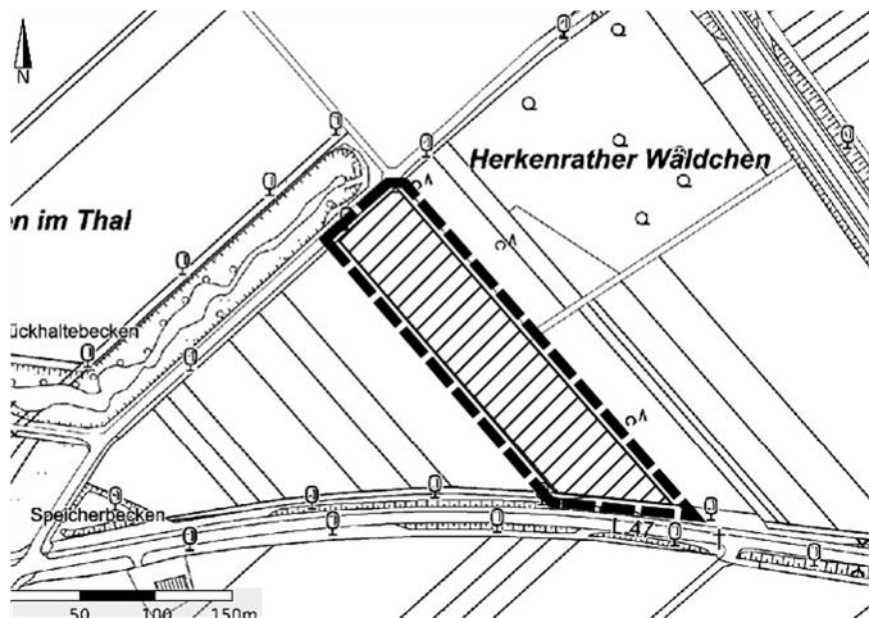 N
Herkenrather Wäldchen
n im Thal
ückhaltebecken
Speicherbecken
L 47
50 100 150m